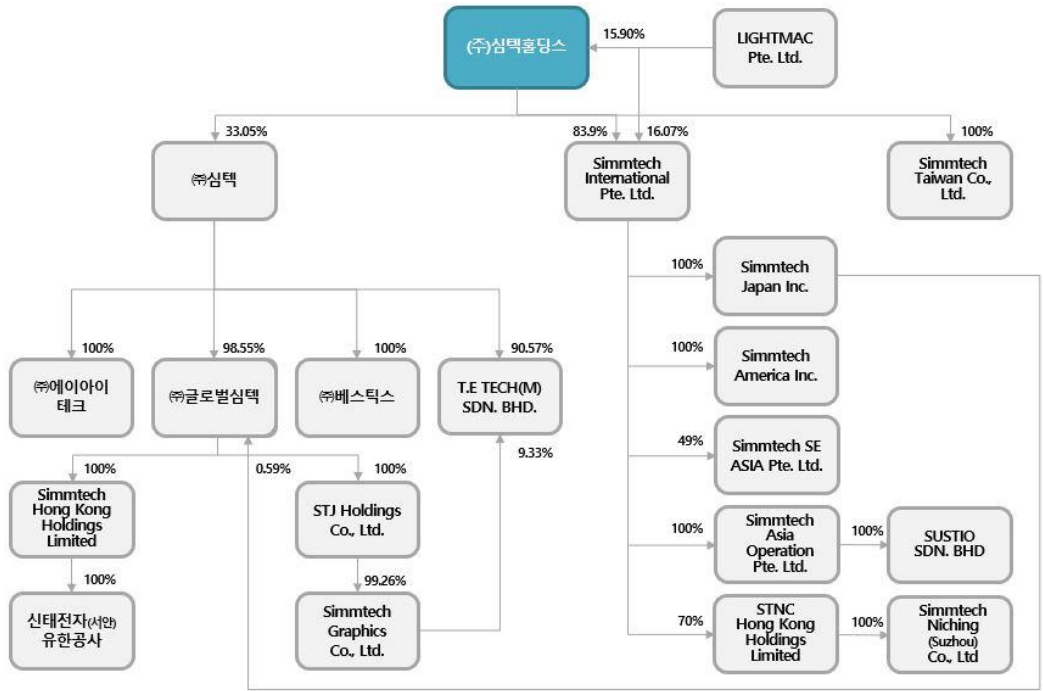 (주)심텍홀딩스
15.90%
LIGHTMAC
Pte. Ltd.
33.05%
83.9%
16.07%
100%
㈜심텍
Simmtech
International
Pte. Ltd.
Simmtech
Taiwan Co.,
Ltd.
100%
Simmtech
Japan Inc.
100%
98.55%
100%
90.57%
100%
Simmtech
America Inc.
㈜에이아이
테크
㈜글로벌심텍
㈜베스틱스
T.E TECH(M)
SDN. BHD.
49%
Simmtech SE
ASIA Pte. Ltd.
100%
0.59%
100%
9.33%
Simmtech
Hong Kong
Holdings
Limited
STJ Holdings
Co., Ltd.
100%
Simmtech
Asia
Operation
Pte. Ltd.
100%
SUSTIO
SDN. BHD
100%
99.26%
신태전자(서안)
유한공사
Simmtech
Graphics
Co., Ltd.
70%
STNC
Hong Kong
Holdings
Limited
100%
Simmtech
Niching
(Suzhou)
Co., Ltd